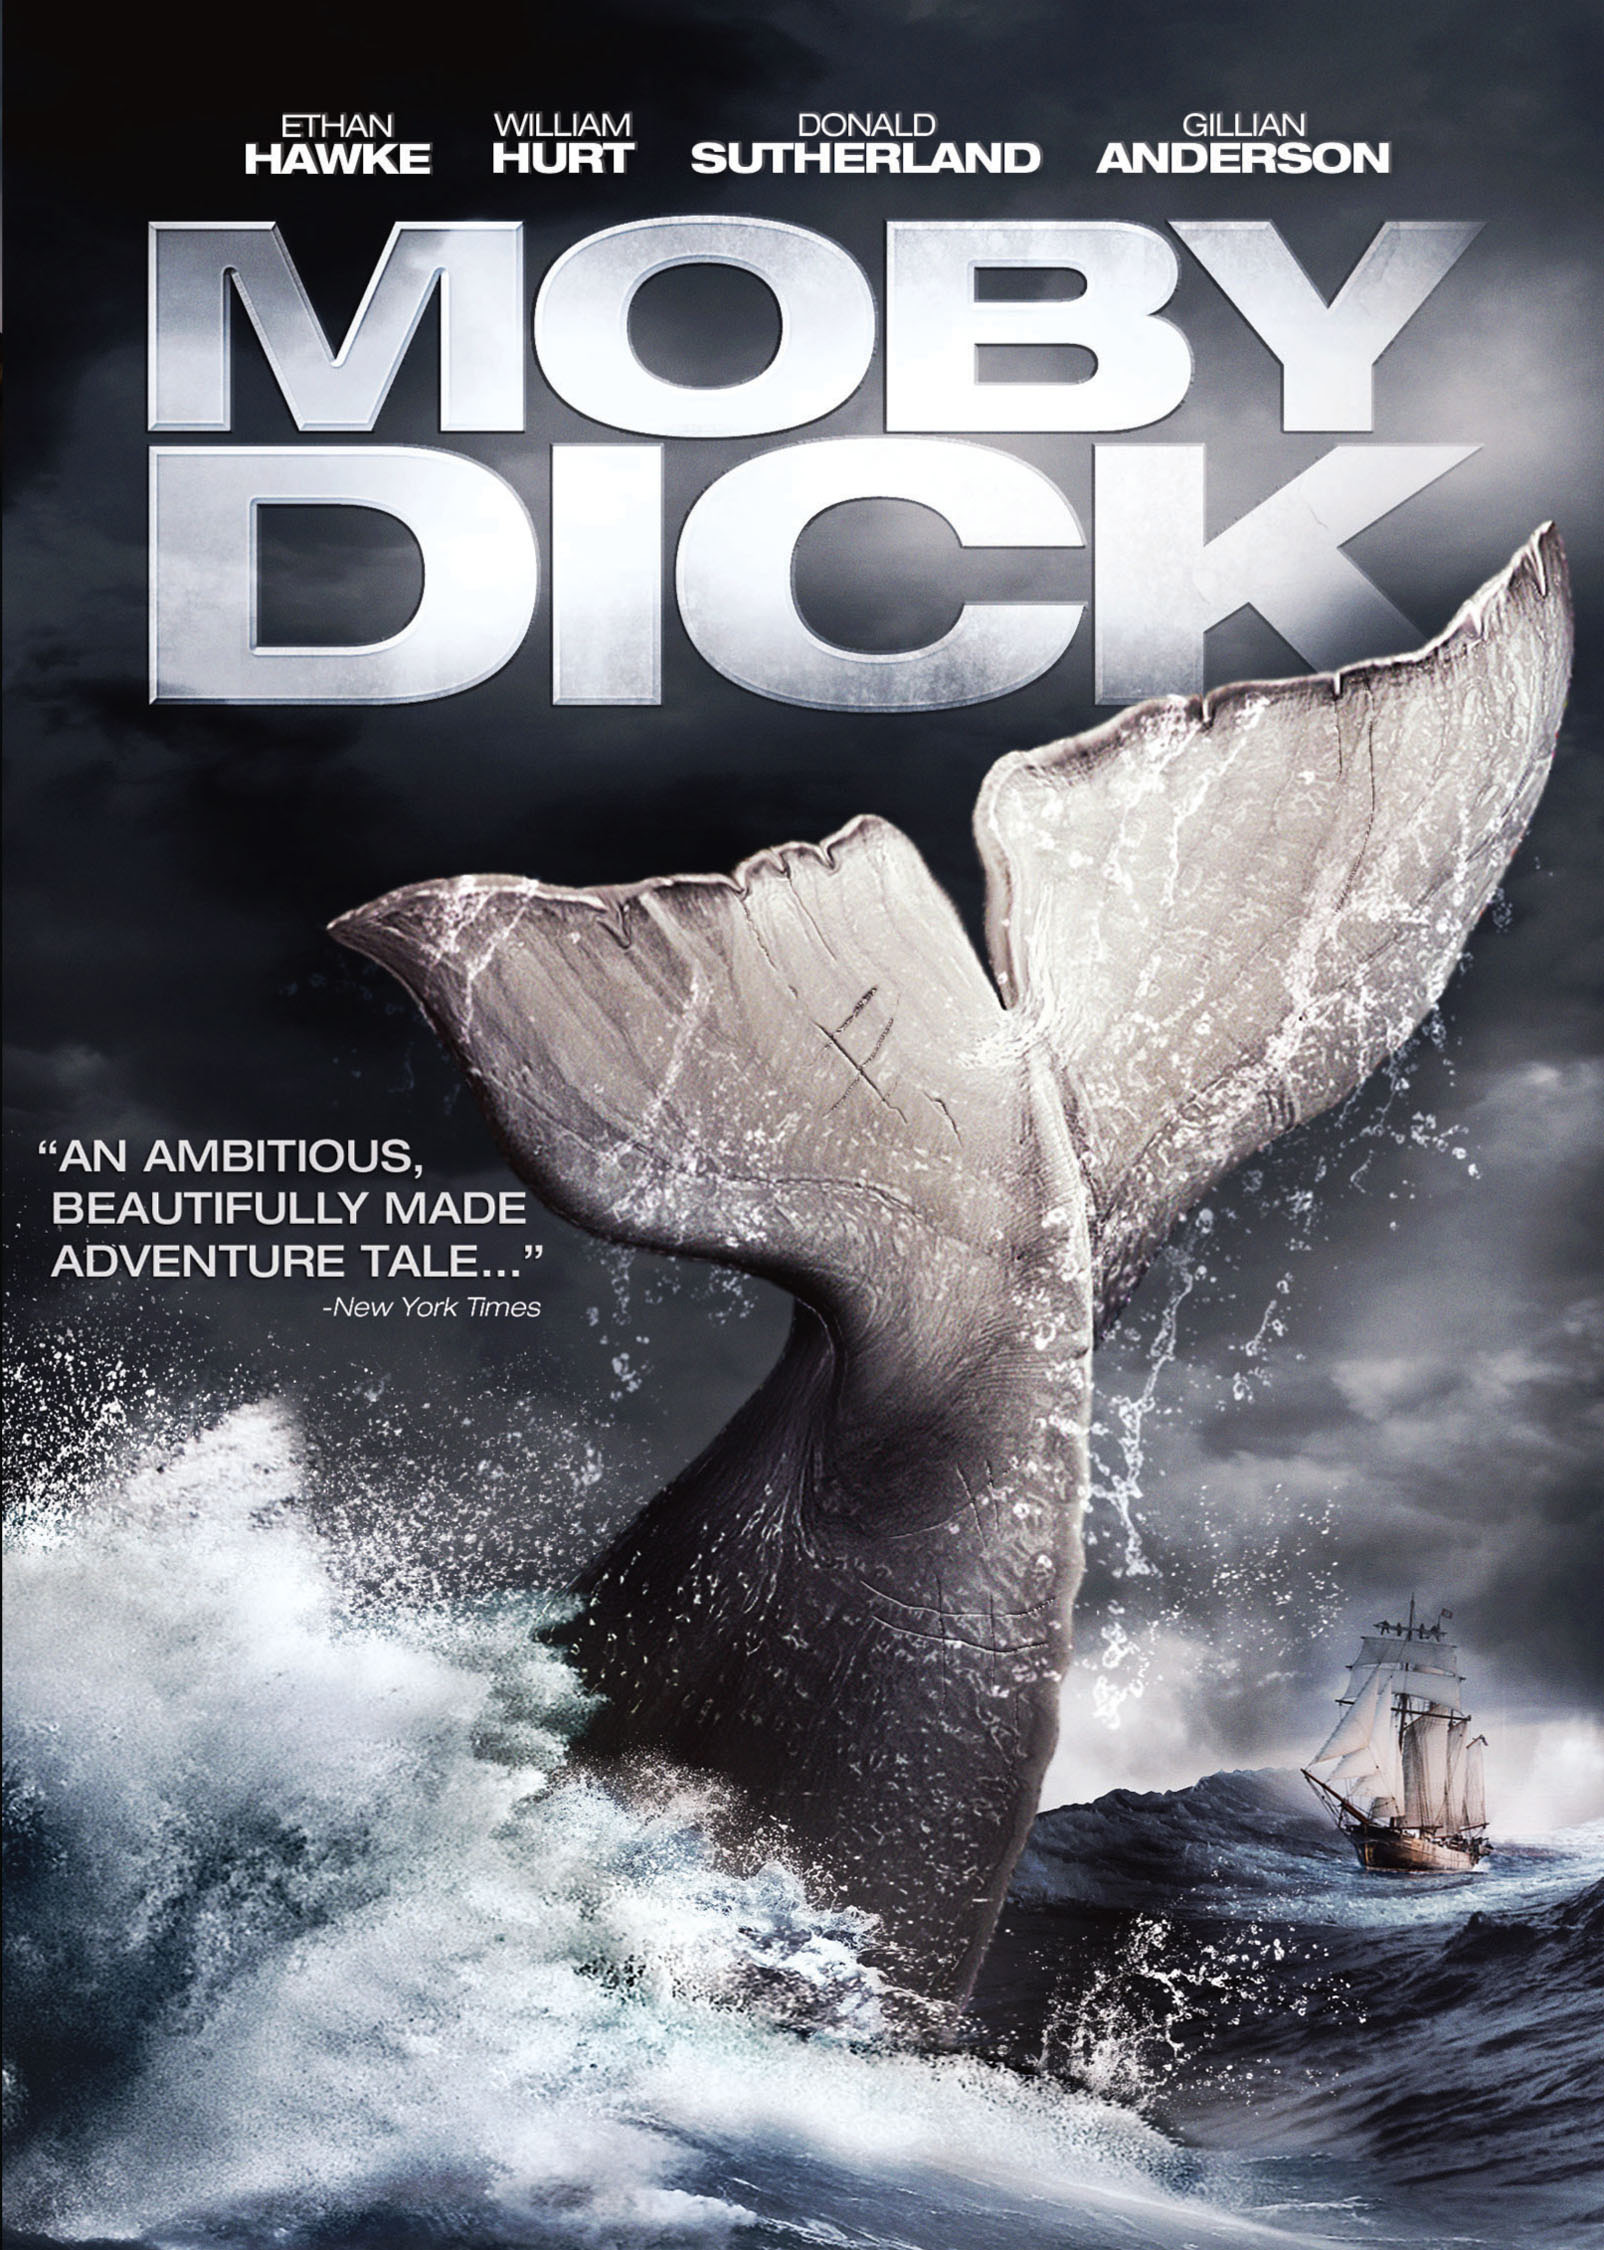 ETHAN WILLIAM DONALD GILLIAN
HAWKE HURT SUTHERLAND ANDERSON
MOBY
DICK
“AN AMBITIOUS,
BEAUTIFULLY MADE
ADVENTURE TALE...”
-New York Times